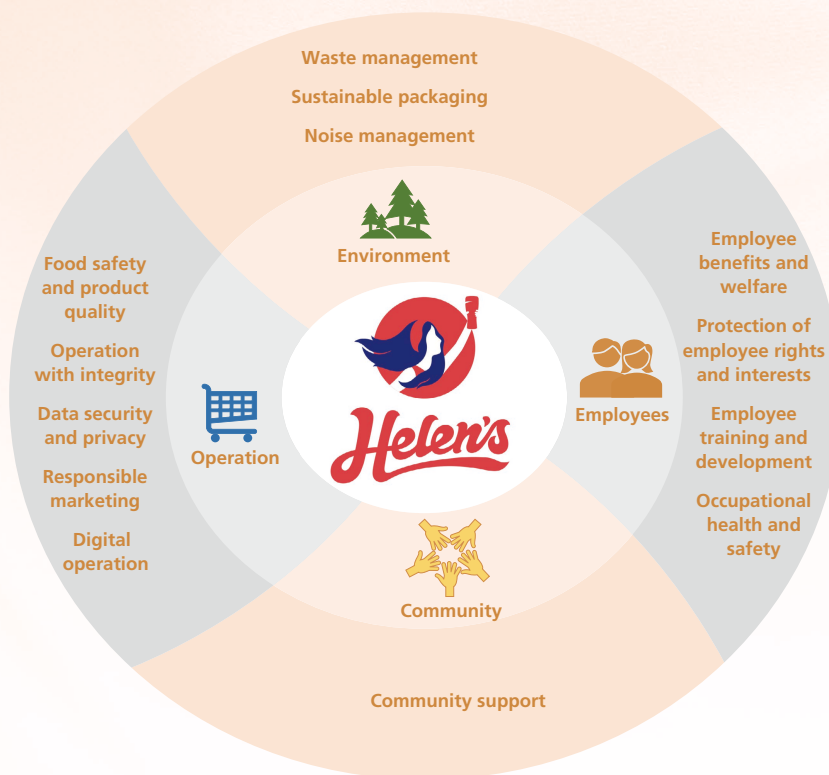 Waste management
Sustainable packaging
Noise management
Environment
Food safety
and product
quality
Operation
with integrity
Data security
and privacy
Responsible
marketing
Digital
operation
Operation
Helen's
Employees
Employee
benefits and
welfare
Protection of
employee rights
and interests
Employee
training and
development
Occupational
health and
safety
Community
Community support